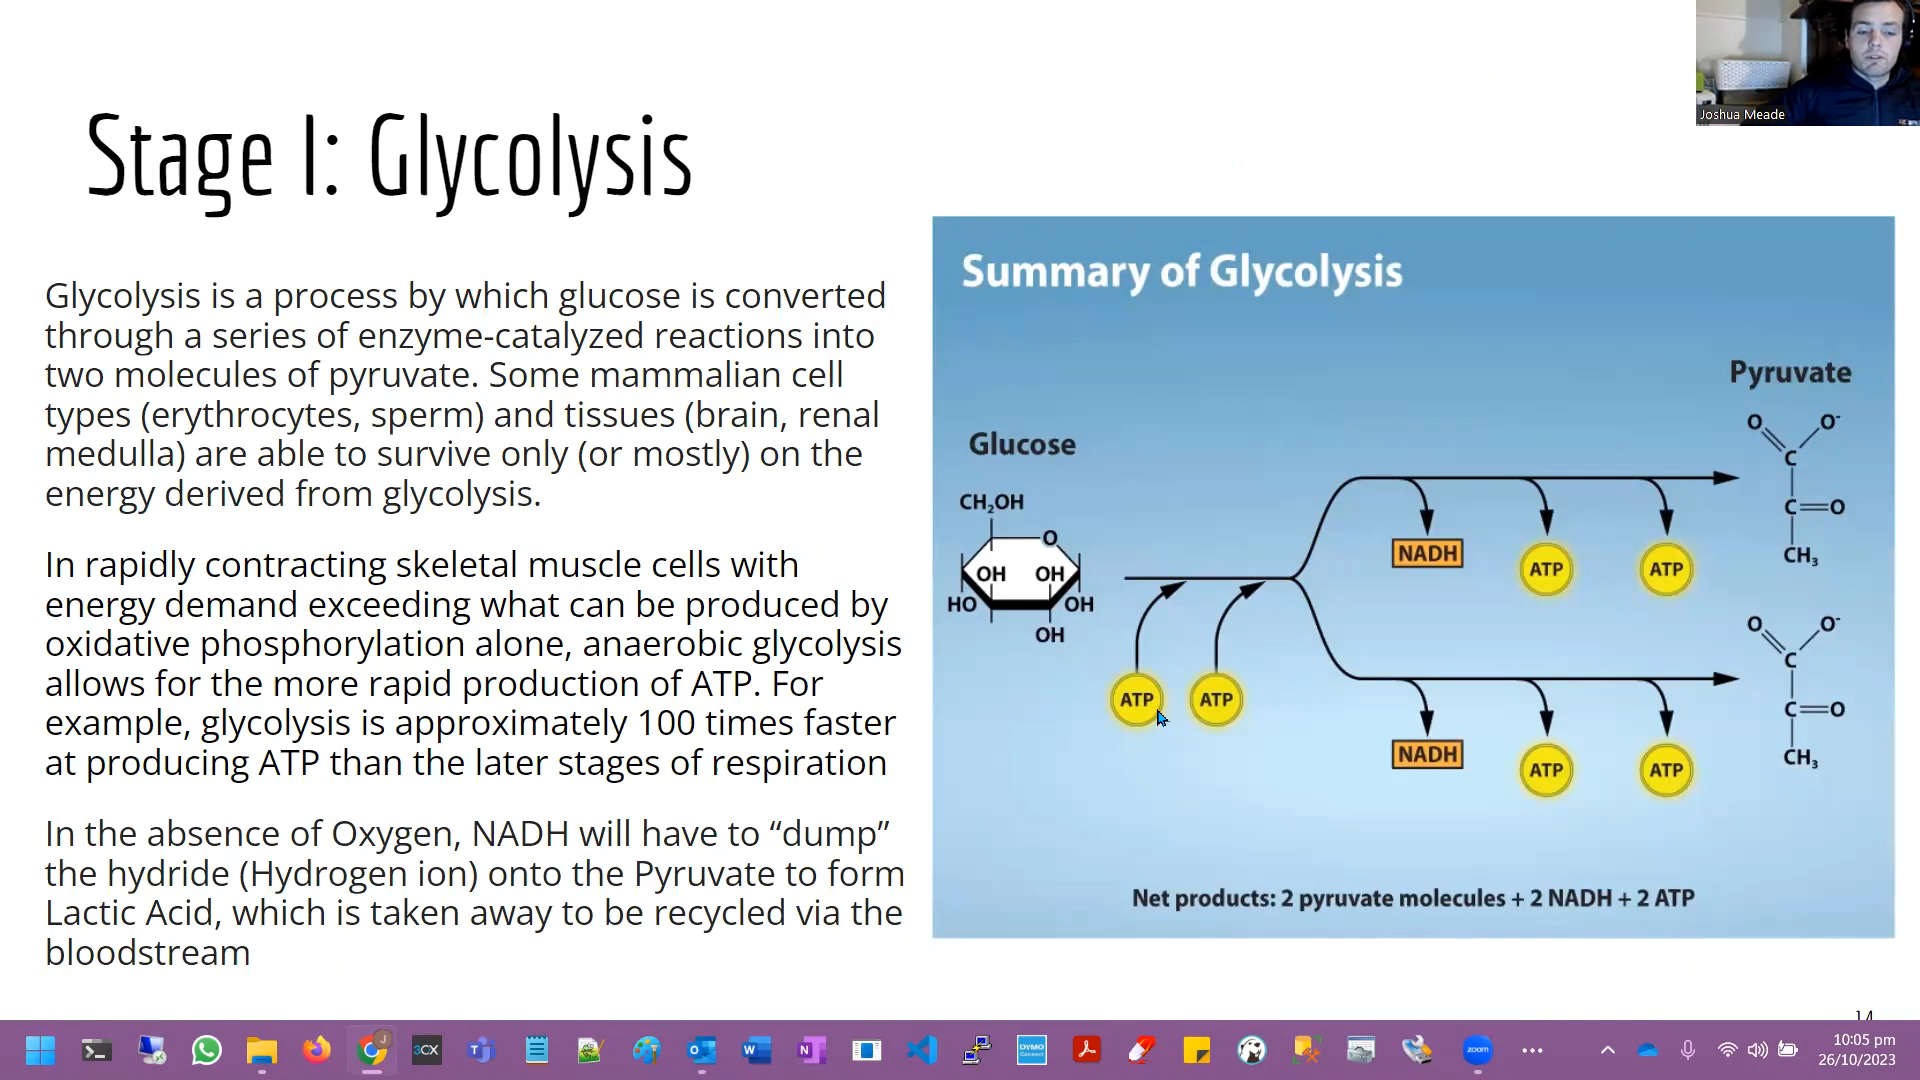 Joshua Meade
Stage I: Glycolysis
Glycolysis is a process by which glucose is converted
through a series of enzyme-catalyzed reactions into
two molecules of pyruvate. Some mammalian cell
types (erythrocytes, sperm) and tissues (brain, renal
medulla) are able to survive only (or mostly) on the
energy derived from glycolysis.
In rapidly contracting skeletal muscle cells with
energy demand exceeding what can be produced by
oxidative phosphorylation alone, anaerobic glycolysis
allows for the more rapid production of ATP. For
example, glycolysis is approximately 100 times faster
at producing ATP than the later stages of respiration
In the absence of Oxygen, NADH will have to “dump”
the hydride (Hydrogen ion) onto the Pyruvate to form
Lactic Acid, which is taken away to be recycled via the
bloodstream
Summary of Glycolysis
Pyruvate
Glucose
CH₂OH
O
OH OH
HO OH
OH
ATP ATP
NADH ATP ATP
NADH ATP ATP
O O⁻
C
C O
CH₃
O O⁻
C
C O
CH₃
Net products: 2 pyruvate molecules + 2 NADH + 2 ATP
14
3CX
DYMO
Connect
zoom
10:05 pm
26/10/2023